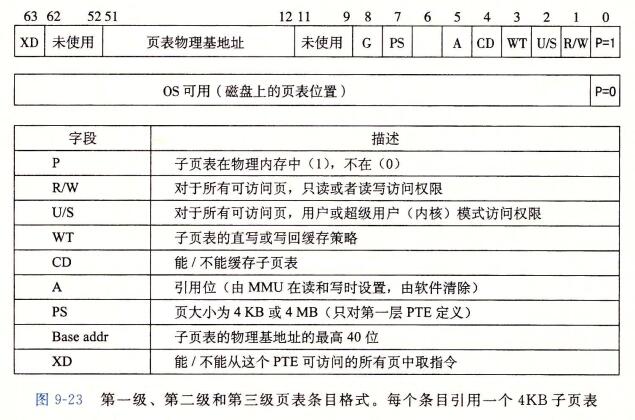 63 62 52 51 12 11 9 8 7 6 5 4 3 2 1 0
XD 未使用 页表物理基地址 未使用 G PS A CD WT U/S R/W P=1
OS 可用（磁盘上的页表位置） P=0
字段 描述
P 子页表在物理内存中（1），不在（0）
R/W 对于所有可访问页，只读或者读写访问权限
U/S 对于所有可访问页，用户或超级用户（内核）模式访问权限
WT 子页表的直写或写回缓存策略
CD 能/不能缓存子页表
A 引用位（由 MMU 在读和写时设置，由软件清除）
PS 页大小为 4 KB 或 4 MB（只对第一层 PTE 定义）
Base addr 子页表的物理基地址的最高 40 位
XD 能/不能从这个 PTE 可访问的所有页中取指令
图 9-23 第一级、第二级和第三级页表条目格式。每个条目引用一个 4KB 子页表